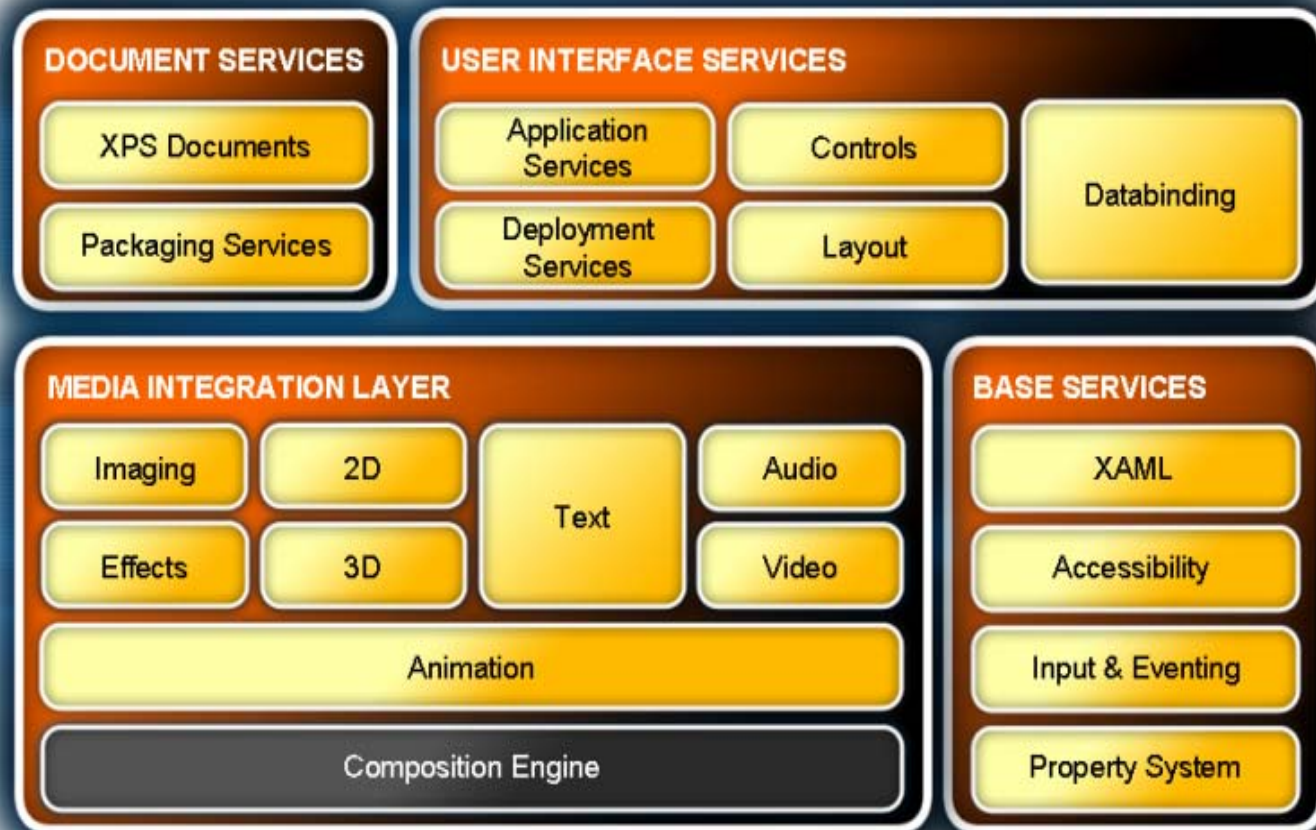 DOCUMENT SERVICES
XPS Documents
Packaging Services
USER INTERFACE SERVICES
Application
Services
Controls
Databinding
Deployment
Services
Layout
MEDIA INTEGRATION LAYER
Imaging
2D
Text
Audio
Effects
3D
Video
Animation
Composition Engine
BASE SERVICES
XAML
Accessibility
Input & Eventing
Property System